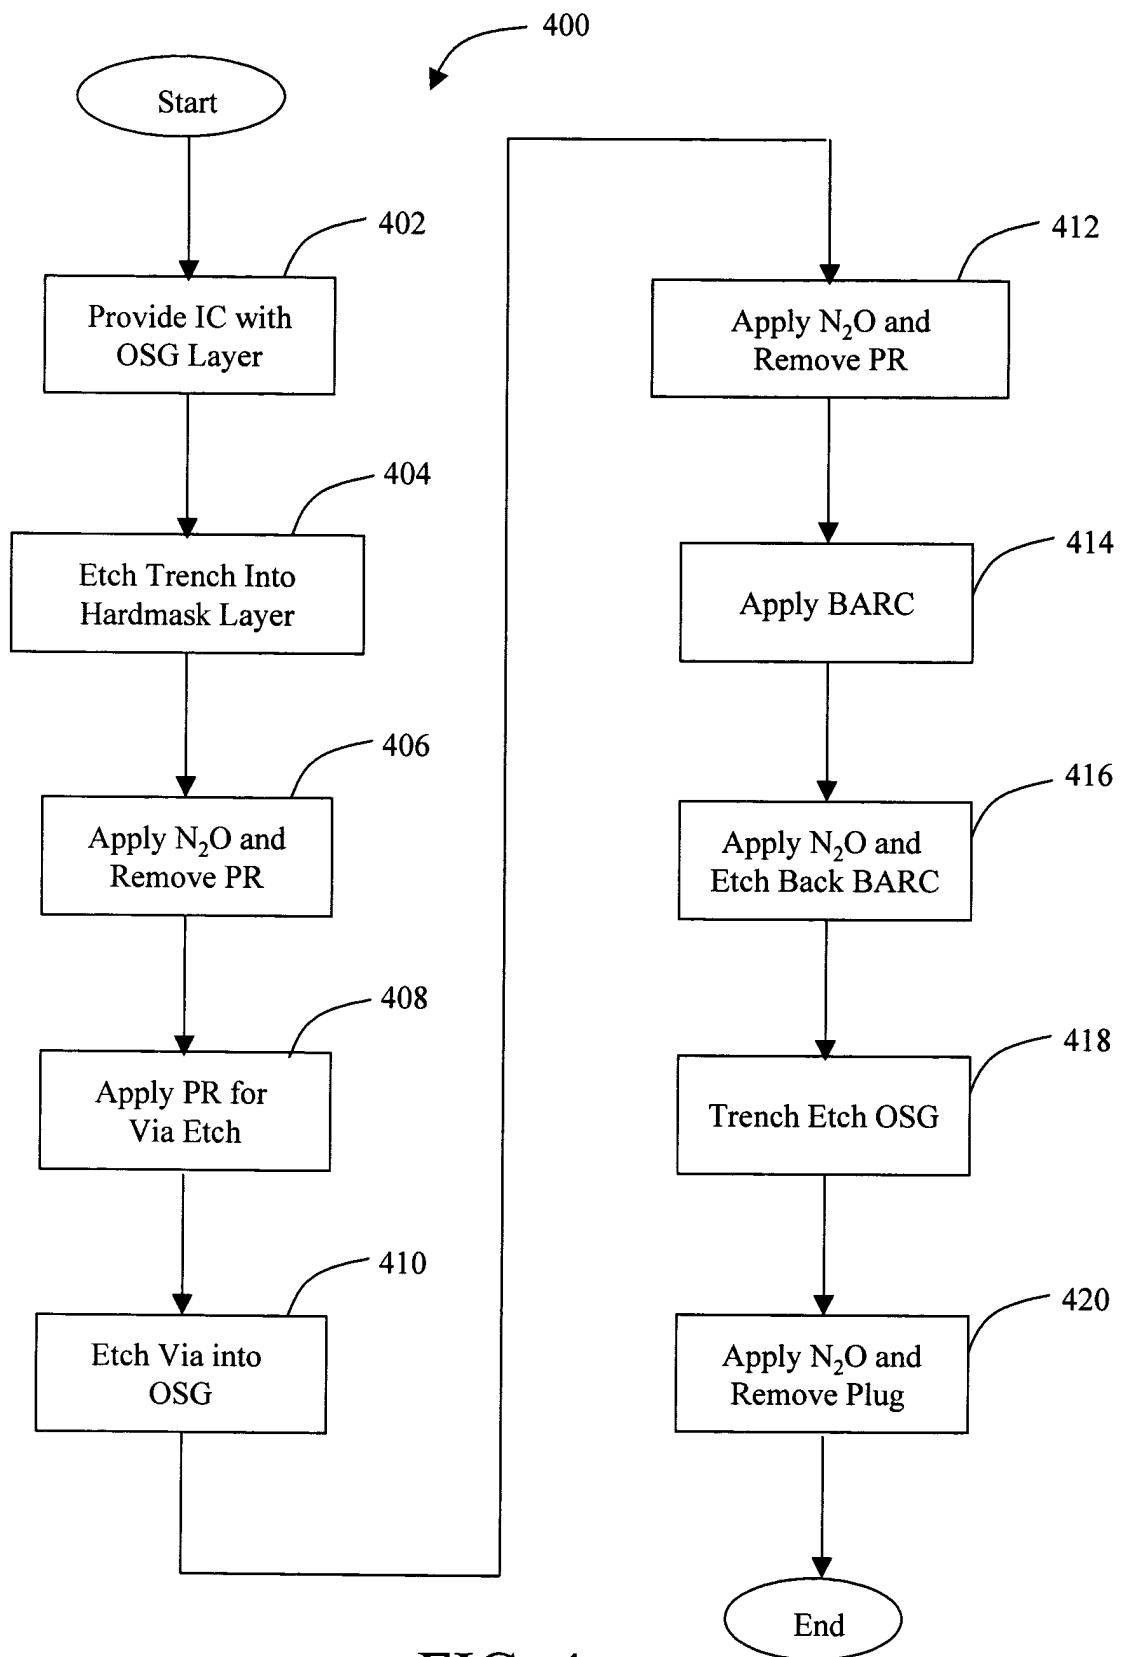 400
Start
402
Provide IC with
OSG Layer
404
Etch Trench Into
Hardmask Layer
406
Apply N₂O and
Remove PR
408
Apply PR for
Via Etch
410
Etch Via into
OSG
412
Apply N₂O and
Remove PR
414
Apply BARC
416
Apply N₂O and
Etch Back BARC
418
Trench Etch OSG
420
Apply N₂O and
Remove Plug
End